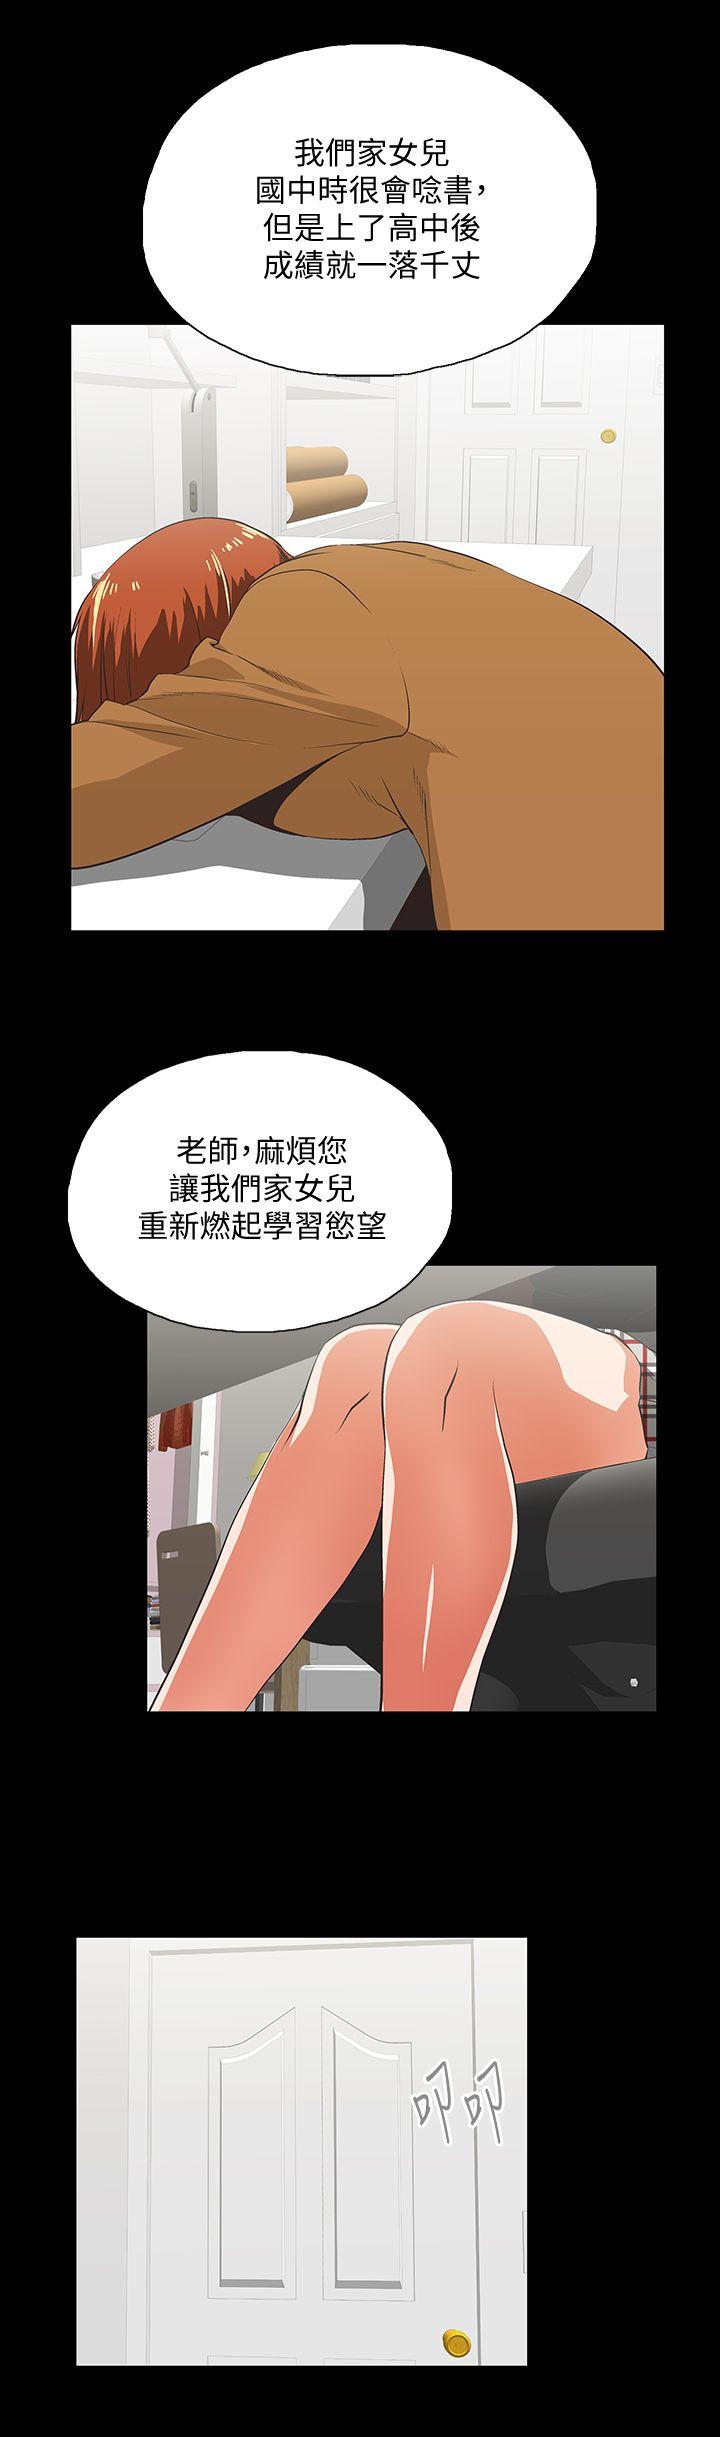 我們家女兒
國中時很會唸書，
但是上了高中後
成績就一落千丈
老師，麻煩您
讓我們家女兒
重新燃起學習慾望
叩叩